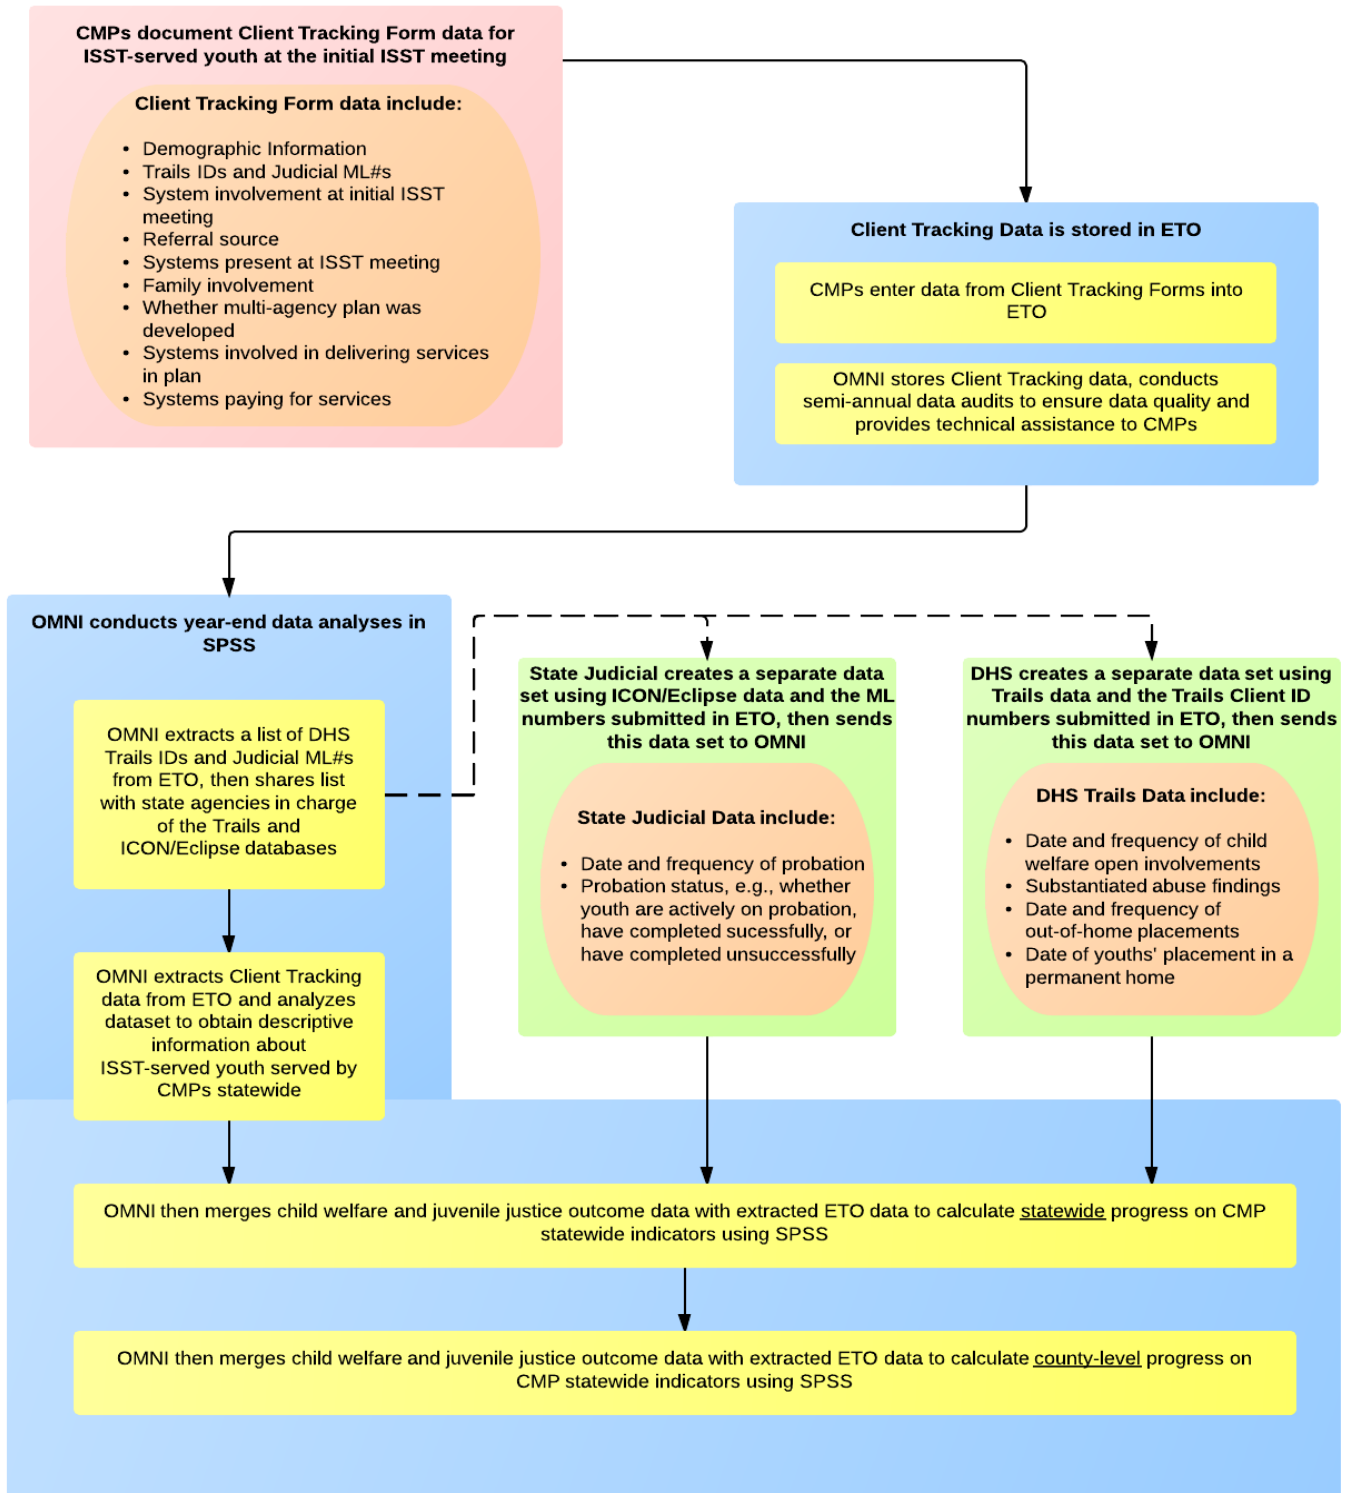 CMPs document Client Tracking Form data for
ISST-served youth at the initial ISST meeting
Client Tracking Form data include:
• Demographic Information
• Trails IDs and Judicial ML#s
• System involvement at initial ISST
meeting
• Referral source
• Systems present at ISST meeting
• Family involvement
• Whether multi-agency plan was
developed
• Systems involved in delivering services
in plan
• Systems paying for services
Client Tracking Data is stored in ETO
CMPs enter data from Client Tracking Forms into
ETO
OMNI stores Client Tracking data, conducts
semi-annual data audits to ensure data quality and
provides technical assistance to CMPs
OMNI conducts year-end data analyses in
SPSS
OMNI extracts a list of DHS
Trails IDs and Judicial ML#s
from ETO, then shares list
with state agencies in charge
of the Trails and
ICON/Eclipse databases
OMNI extracts Client Tracking
data from ETO and analyzes
dataset to obtain descriptive
information about
ISST-served youth served by
CMPs statewide
State Judicial creates a separate data
set using ICON/Eclipse data and the ML
numbers submitted in ETO, then sends
this data set to OMNI
State Judicial Data include:
• Date and frequency of probation
• Probation status, e.g., whether
youth are actively on probation,
have completed sucessfully, or
have completed unsuccessfully
DHS creates a separate data set using
Trails data and the Trails Client ID
numbers submitted in ETO, then sends
this data set to OMNI
DHS Trails Data include:
• Date and frequency of child
welfare open involvements
• Substantiated abuse findings
• Date and frequency of
out-of-home placements
• Date of youths' placement in a
permanent home
OMNI then merges child welfare and juvenile justice outcome data with extracted ETO data to calculate statewide progress on CMP
statewide indicators using SPSS
OMNI then merges child welfare and juvenile justice outcome data with extracted ETO data to calculate county-level progress on
CMP statewide indicators using SPSS